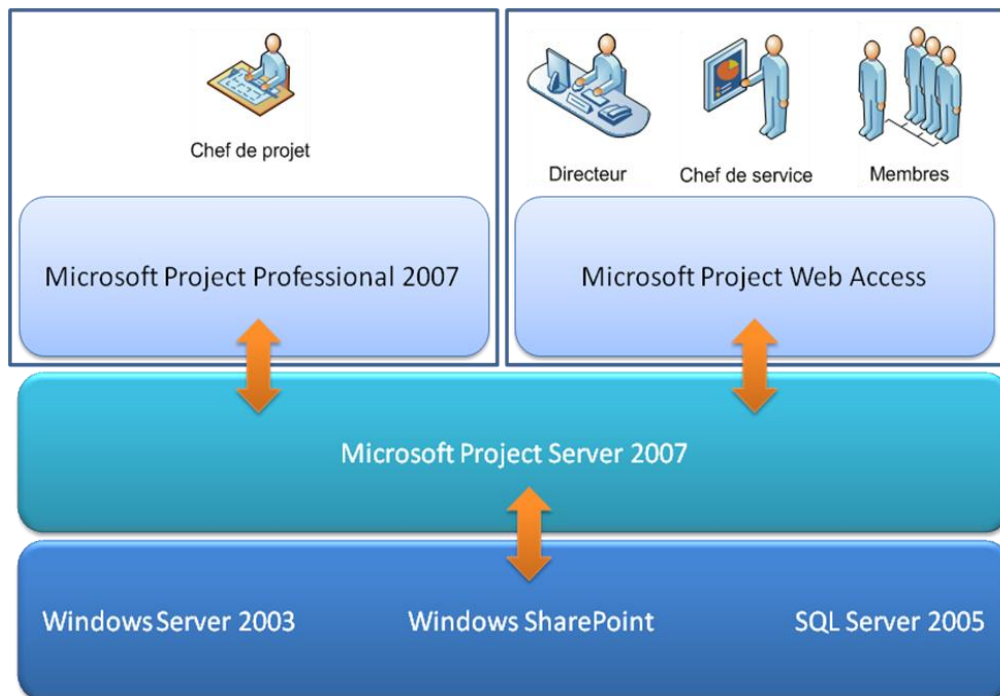 Chef de projet
Directeur
Chef de service
Membres
Microsoft Project Professional 2007
Microsoft Project Web Access
Microsoft Project Server 2007
Windows Server 2003
Windows SharePoint
SQL Server 2005